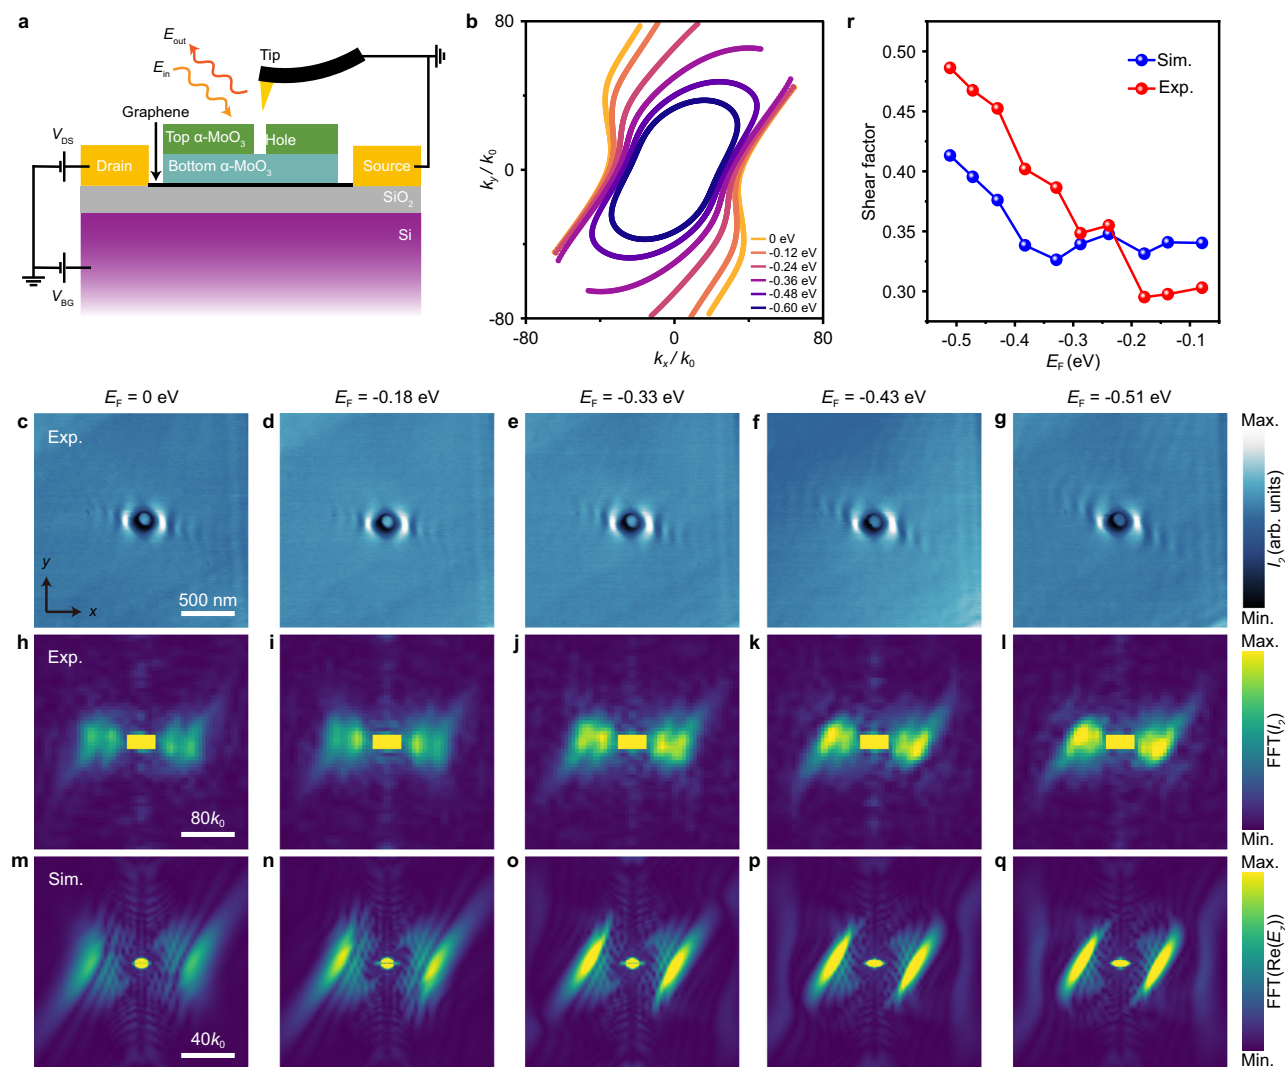 a
E_out
E_in
Tip
Graphene
V_DS
Top α-MoO₃
Hole
Drain
Bottom α-MoO₃
Source
SiO₂
Si
V_BG
b
80
0
-80
k_y / k_0
0 eV
-0.12 eV
-0.24 eV
-0.36 eV
-0.48 eV
-0.60 eV
-80
0
80
k_x / k_0
r
0.50
0.45
0.40
0.35
0.30
Shear factor
Sim.
Exp.
-0.5
-0.4
-0.3
-0.2
-0.1
E_F (eV)
E_F = 0 eV
E_F = -0.18 eV
E_F = -0.33 eV
E_F = -0.43 eV
E_F = -0.51 eV
c
Exp.
y
x
500 nm
d
e
f
g
Max.
I_2 (arb. units)
Min.
h
Exp.
80k_0
i
j
k
l
Max.
FFT(I_2)
Min.
m
Sim.
40k_0
n
o
p
q
Max.
FFT(Re(E_z))
Min.